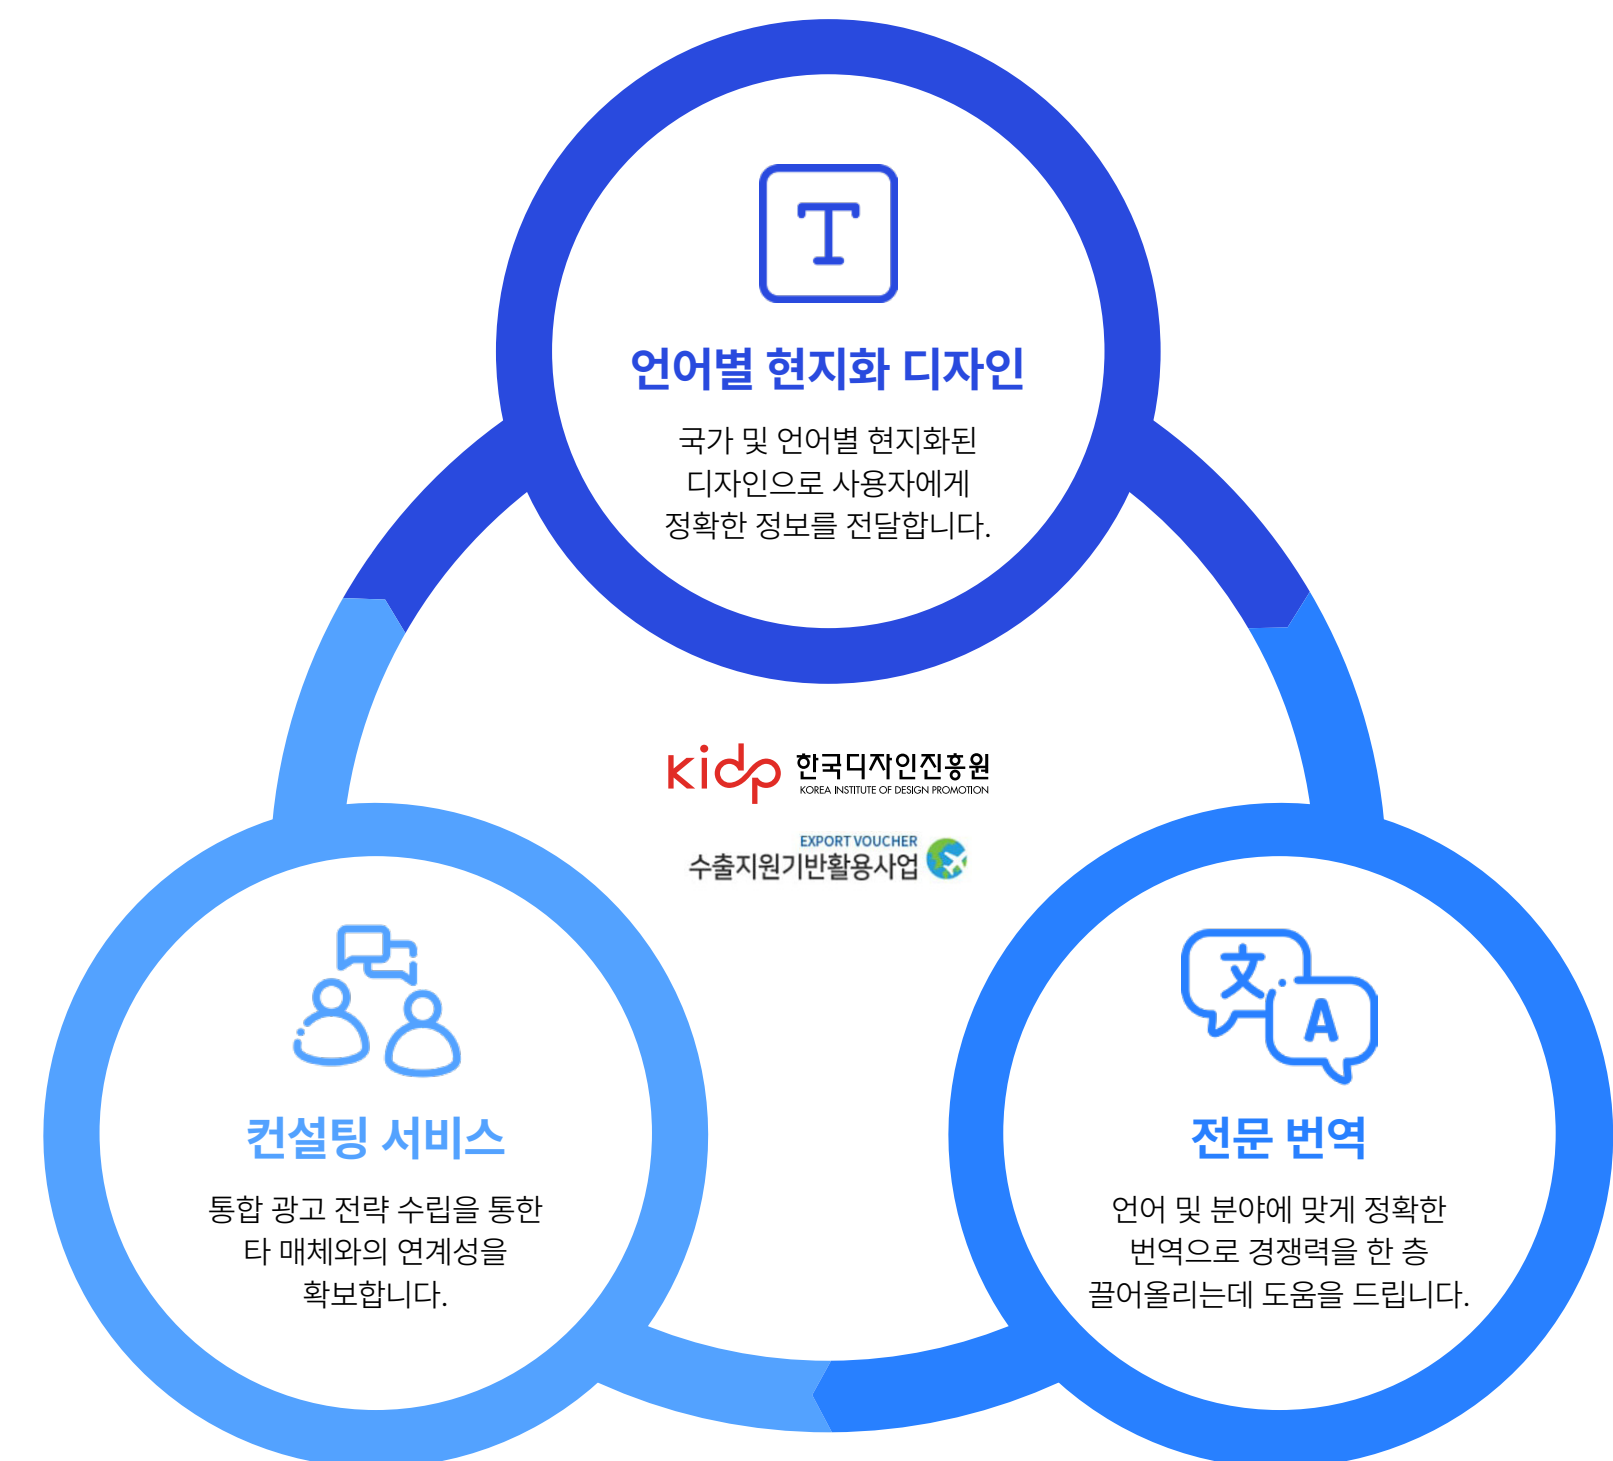 T
언어별 현지화 디자인
국가 및 언어별 현지화된
디자인으로 사용자에게
정확한 정보를 전달합니다.
kidp 한국디자인진흥원
KOREA INSTITUTE OF DESIGN PROMOTION
EXPORT VOUCHER
수출지원기반활용사업
컨설팅 서비스
통합 광고 전략 수립을 통한
타 매체와의 연계성을
확보합니다.
文 A
전문 번역
언어 및 분야에 맞게 정확한
번역으로 경쟁력을 한 층
끌어올리는데 도움을 드립니다.